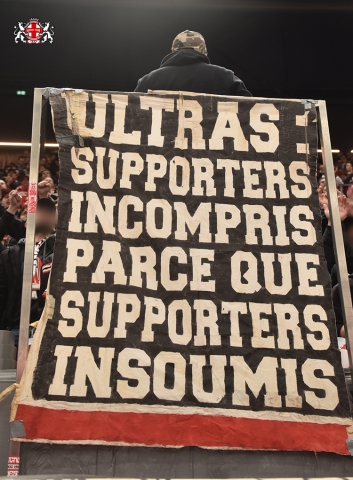 ULTRAS :
SUPPORTERS
INCOMPRIS
PARCE QUE
SUPPORTERS
INSOUMIS